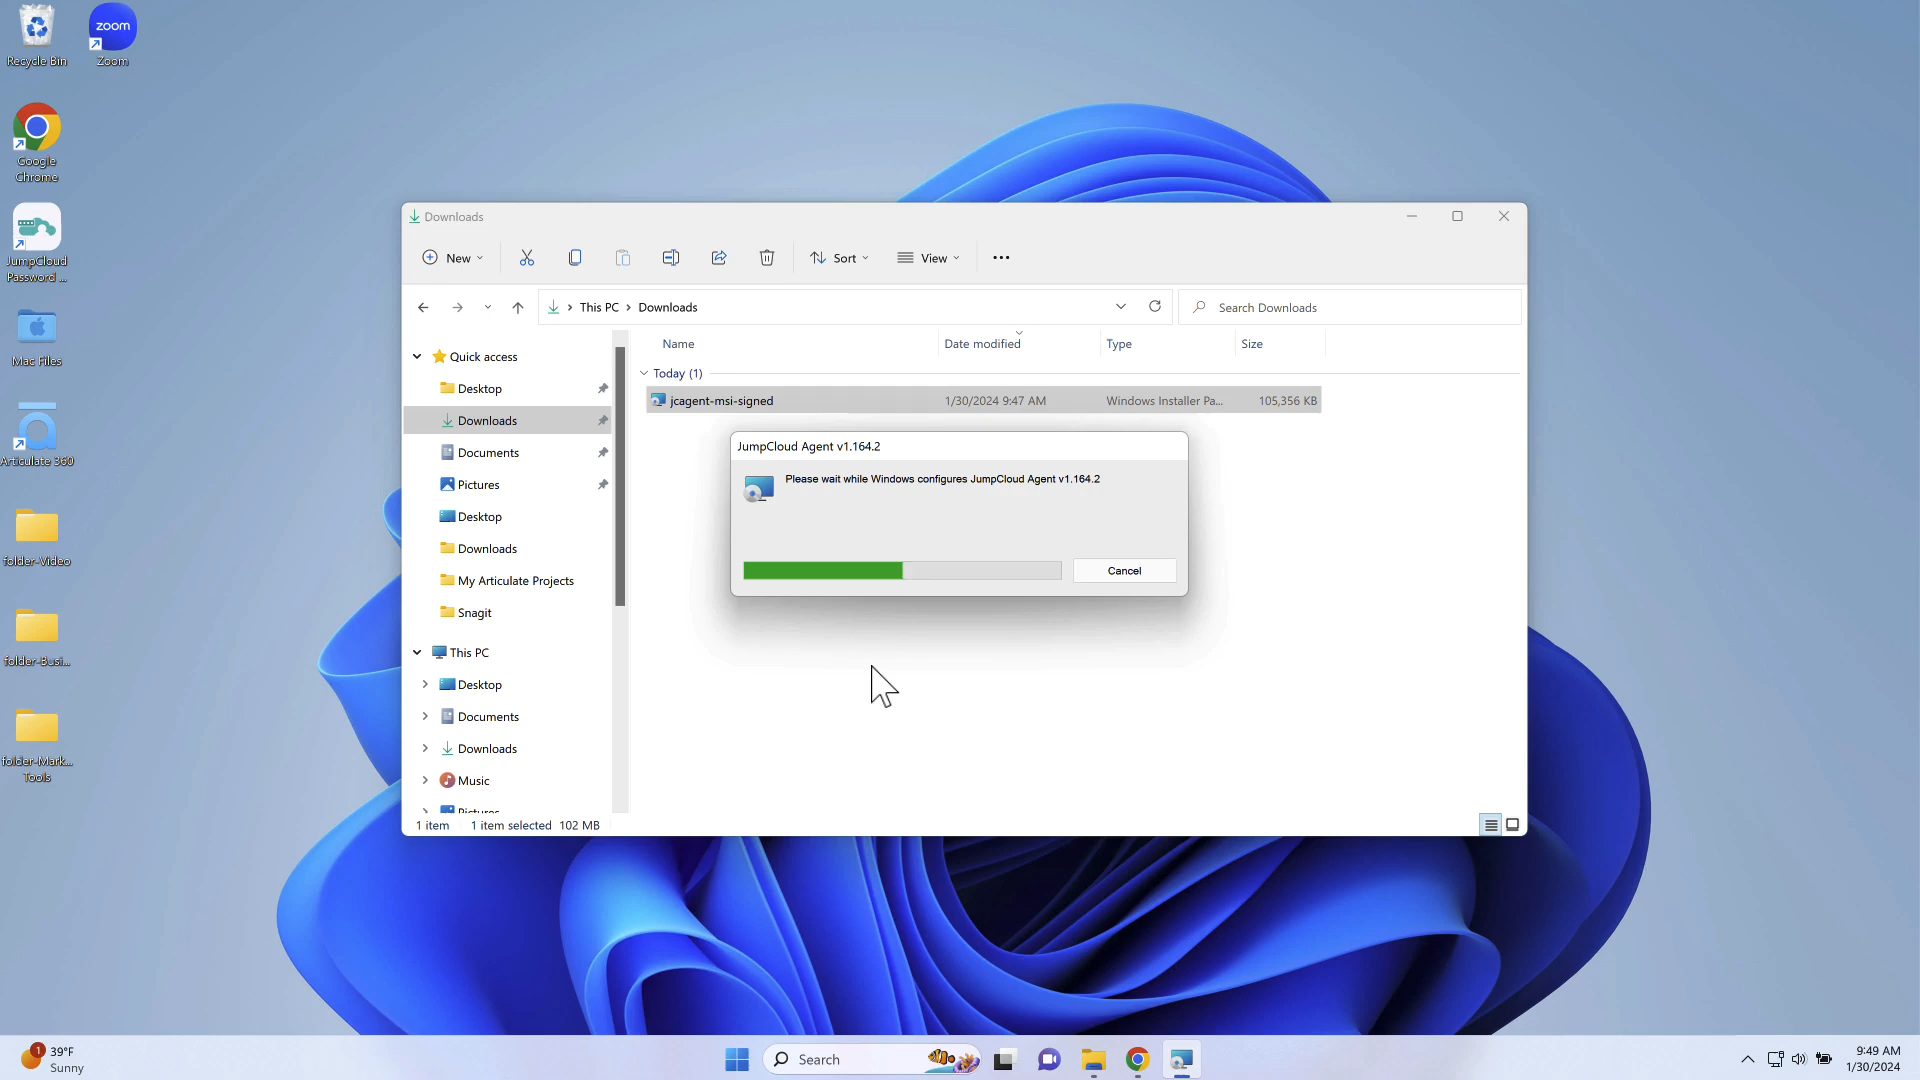 Recycle Bin
zoom
Zoom
Google
Chrome
JumpCloud
Password ...
Mac Files
Articulate 360
folder-Video
folder-Busi...
folder-Mark...
Tools
Downloads
New
Sort
View
This PC
Downloads
Search Downloads
Quick access
Desktop
Downloads
Documents
Pictures
Desktop
Downloads
My Articulate Projects
Snagit
This PC
Desktop
Documents
Downloads
Music
Pictures
Name
Date modified
Type
Size
Today (1)
jcagent-msi-signed
1/30/2024 9:47 AM
Windows Installer Pa...
105,356 KB
JumpCloud Agent v1.164.2
Please wait while Windows configures JumpCloud Agent v1.164.2
Cancel
1 item
1 item selected 102 MB
1
39°F
Sunny
Search
9:49 AM
1/30/2024